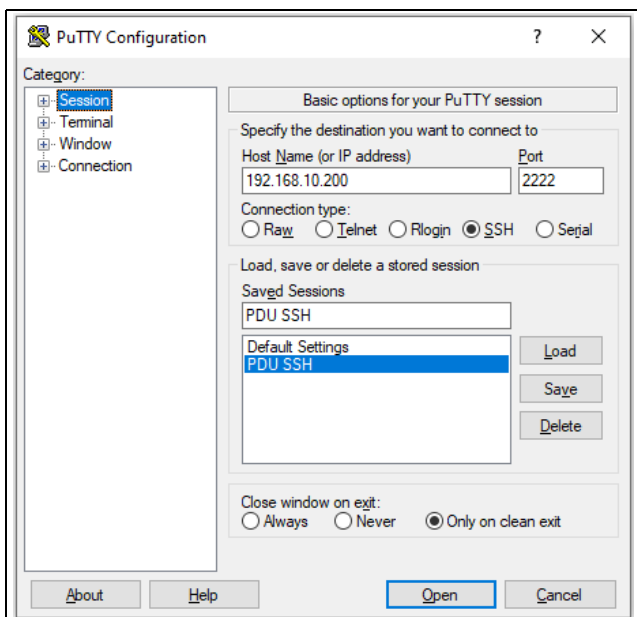 PuTTY Configuration
?
Category:
Session
Terminal
Window
Connection
Basic options for your PuTTY session
Specify the destination you want to connect to
Host Name (or IP address) Port
192.168.10.200 2222
Connection type:
Raw Telnet Rlogin SSH Serial
Load, save or delete a stored session
Saved Sessions
PDU SSH
Default Settings
PDU SSH
Load
Save
Delete
Close window on exit:
Always Never Only on clean exit
About Help Open Cancel